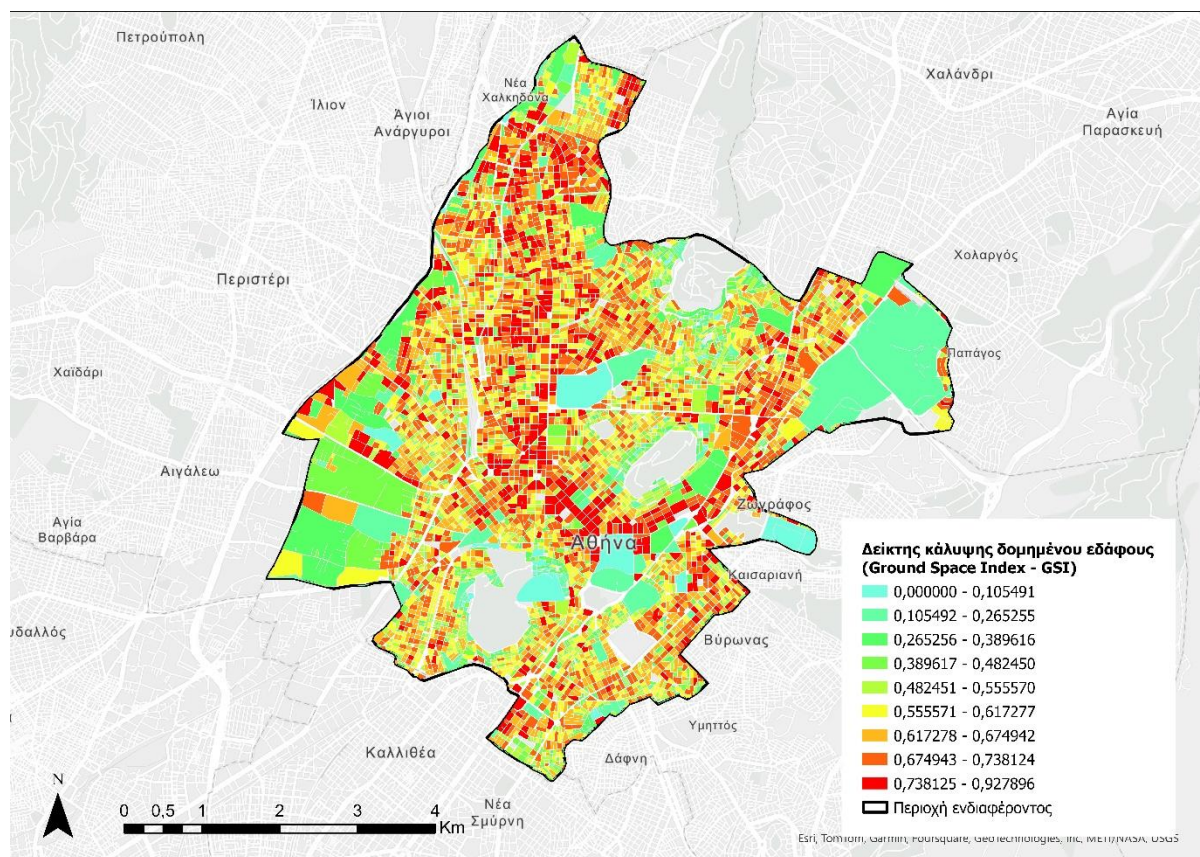 Πετρούπολη
Ίλιον
Άγιοι
Ανάργυροι
Νέα
Χαλκηδόνα
Χαλάνδρι
Αγία
Παρασκευή
Περιστέρι
Χολαργός
Χαϊδάρι
Παπάγος
Αιγάλεω
Ζωγράφος
Αγία
Βαρβάρα
Αθήνα
Καισαριανή
υδαλλός
Βύρωνας
Υμηττός
Καλλιθέα
Δάφνη
Νέα
Σμύρνη
Δείκτης κάλυψης δομημένου εδάφους
(Ground Space Index - GSI)
0,000000 - 0,105491
0,105492 - 0,265255
0,265256 - 0,389616
0,389617 - 0,482450
0,482451 - 0,555570
0,555571 - 0,617277
0,617278 - 0,674942
0,674943 - 0,738124
0,738125 - 0,927896
Περιοχή ενδιαφέροντος
N
0 0,5 1 2 3 4
Km
Esri, TomTom, Garmin, Foursquare, GeoTechnologies, Inc, METI/NASA, USGS